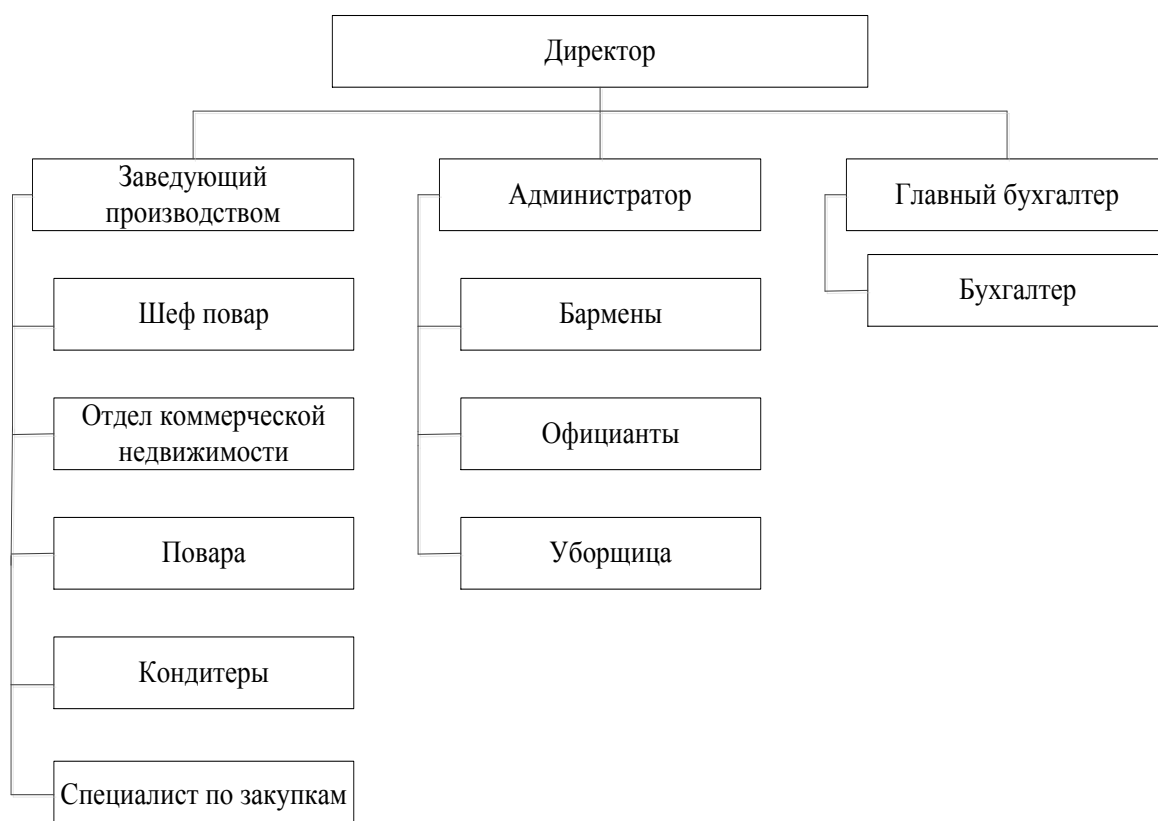 Директор
Заведующий
производством
Администратор
Главный бухгалтер
Шеф повар
Бармены
Бухгалтер
Отдел коммерческой
недвижимости
Официанты
Повара
Уборщица
Кондитеры
Специалист по закупкам